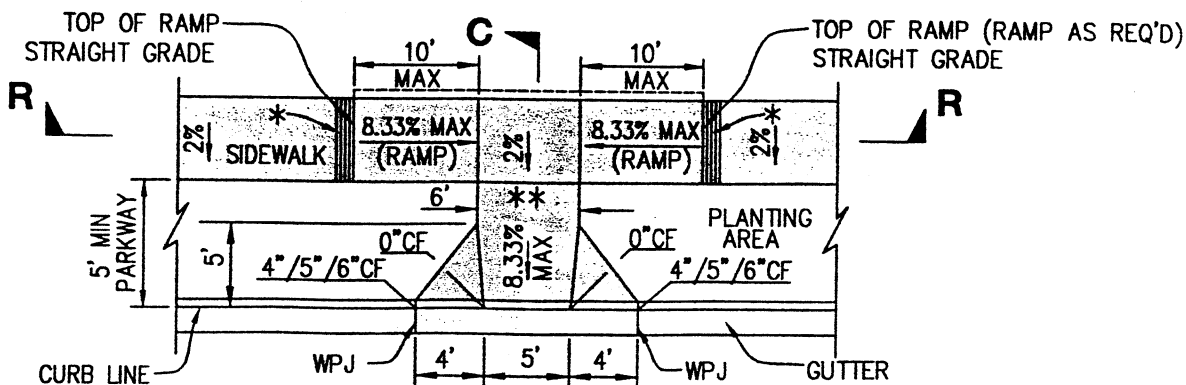 TOP OF RAMP
STRAIGHT GRADE
C
TOP OF RAMP (RAMP AS REQ'D)
STRAIGHT GRADE
10'
MAX
10'
MAX
R
R
2%
*
SIDEWALK
8.33% MAX
(RAMP)
2%
8.33% MAX
(RAMP)
*
2%
5' MIN
PARKWAY
5'
6'
**
8.33%
MAX
0"CF
4"/5"/6"CF
0"CF
4"/5"/6"CF
PLANTING
AREA
CURB LINE
WPJ
4'
5'
4'
WPJ
GUTTER